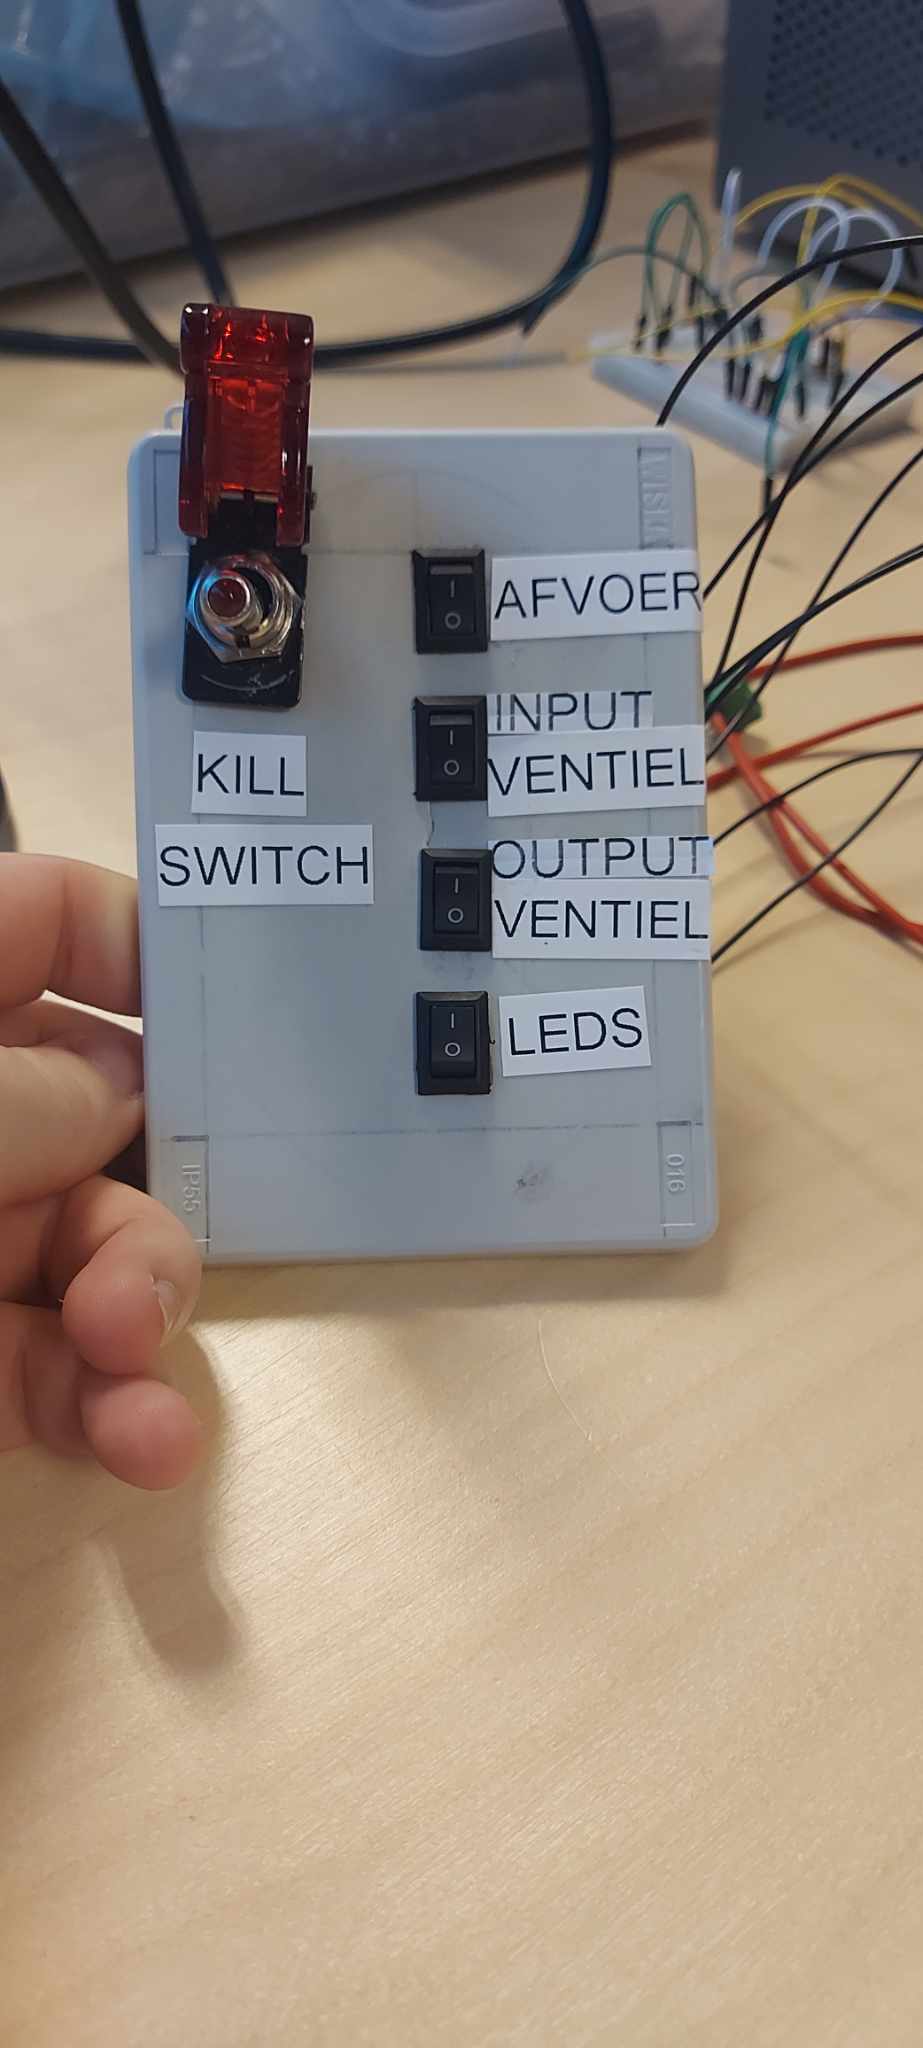 AFVOER
INPUT
VENTIEL
KILL
SWITCH
OUTPUT
VENTIEL
LEDS
IP55
016